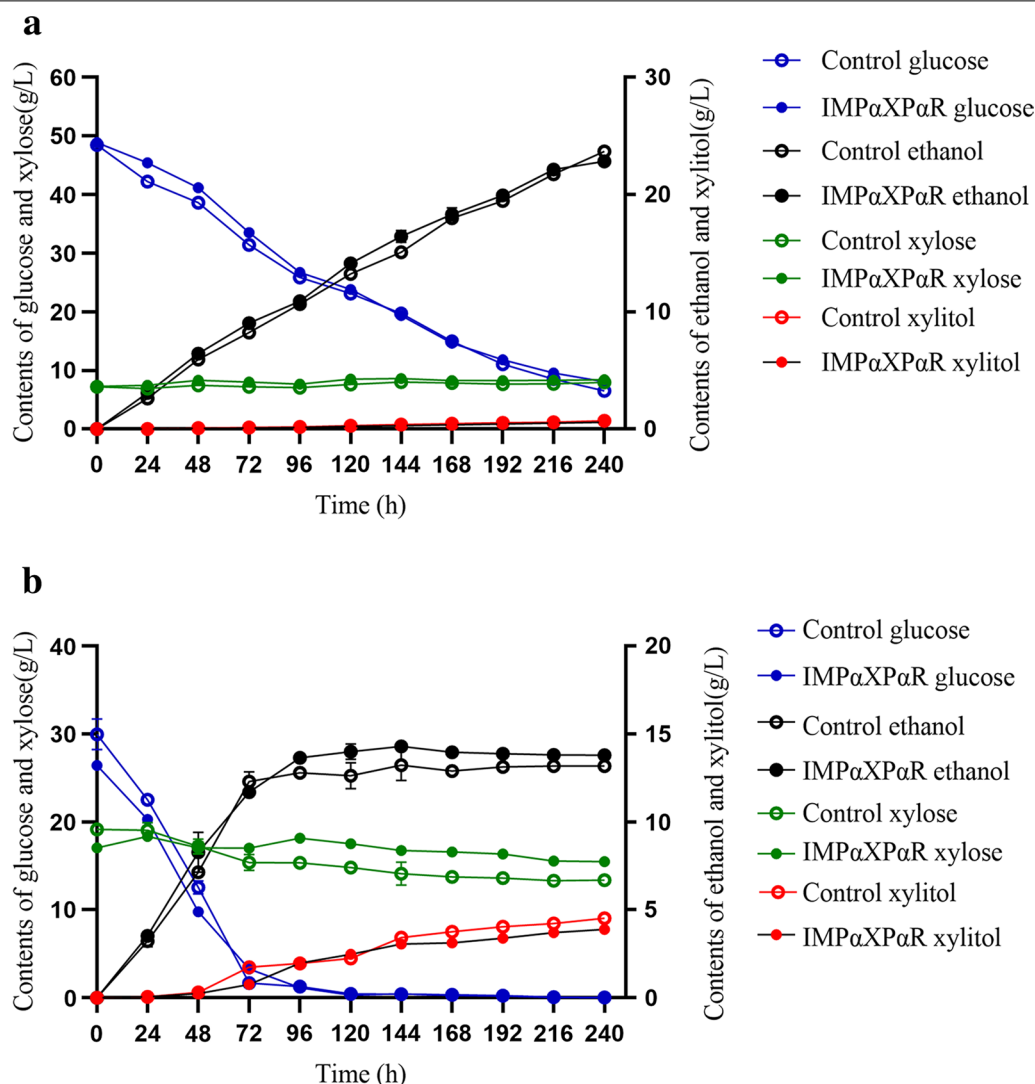 a
Contents of glucose and xylose(g/L)
60
50
40
30
20
10
0
0 24 48 72 96 120 144 168 192 216 240
Time (h)
30
20
10
0
Contents of ethanol and xylitol(g/L)
Control glucose
IMPαXPαR glucose
Control ethanol
IMPαXPαR ethanol
Control xylose
IMPαXPαR xylose
Control xylitol
IMPαXPαR xylitol
b
Contents of glucose and xylose(g/L)
40
30
20
10
0
0 24 48 72 96 120 144 168 192 216 240
Time (h)
20
15
10
5
0
Contents of ethanol and xylitol(g/L)
Control glucose
IMPαXPαR glucose
Control ethanol
IMPαXPαR ethanol
Control xylose
IMPαXPαR xylose
Control xylitol
IMPαXPαR xylitol